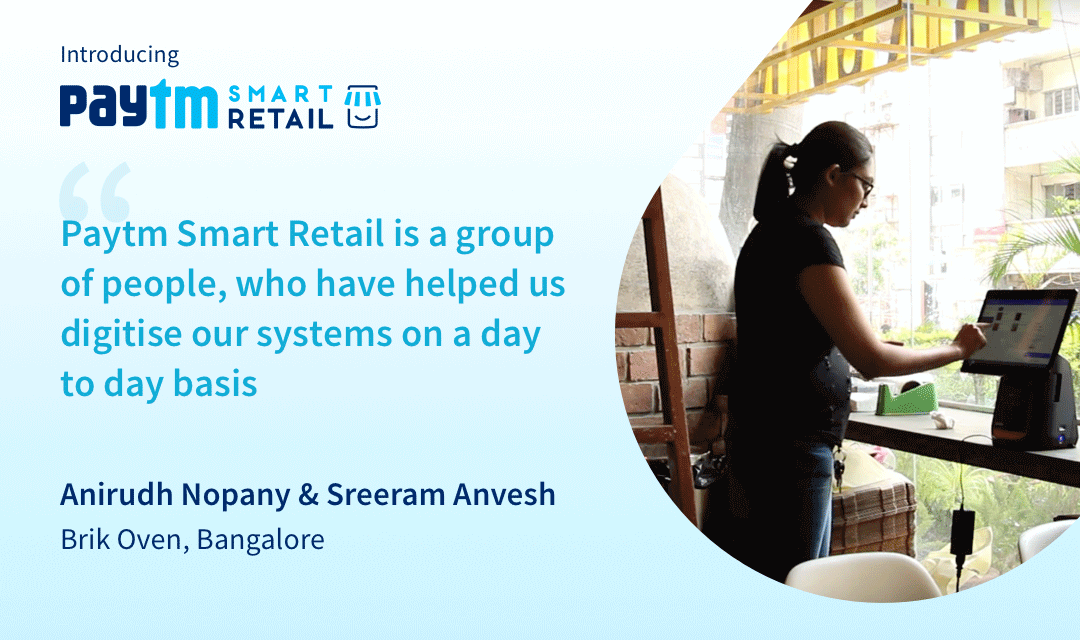 Introducing
paytm SMART RETAIL
“
Paytm Smart Retail is a group
of people, who have helped us
digitise our systems on a day
to day basis
Anirudh Nopany & Sreeram Anvesh
Brik Oven, Bangalore